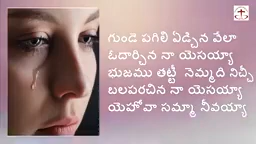 గుండె పగిలి ఏడ్చిన వేలా
ఓదార్చిన నా యెసయ్యా
భుజము తట్టి నెమ్మది నిచ్చి
బలపరచిన నా యెసయ్యా
యెహోవా సమ్మా నీవయ్యా